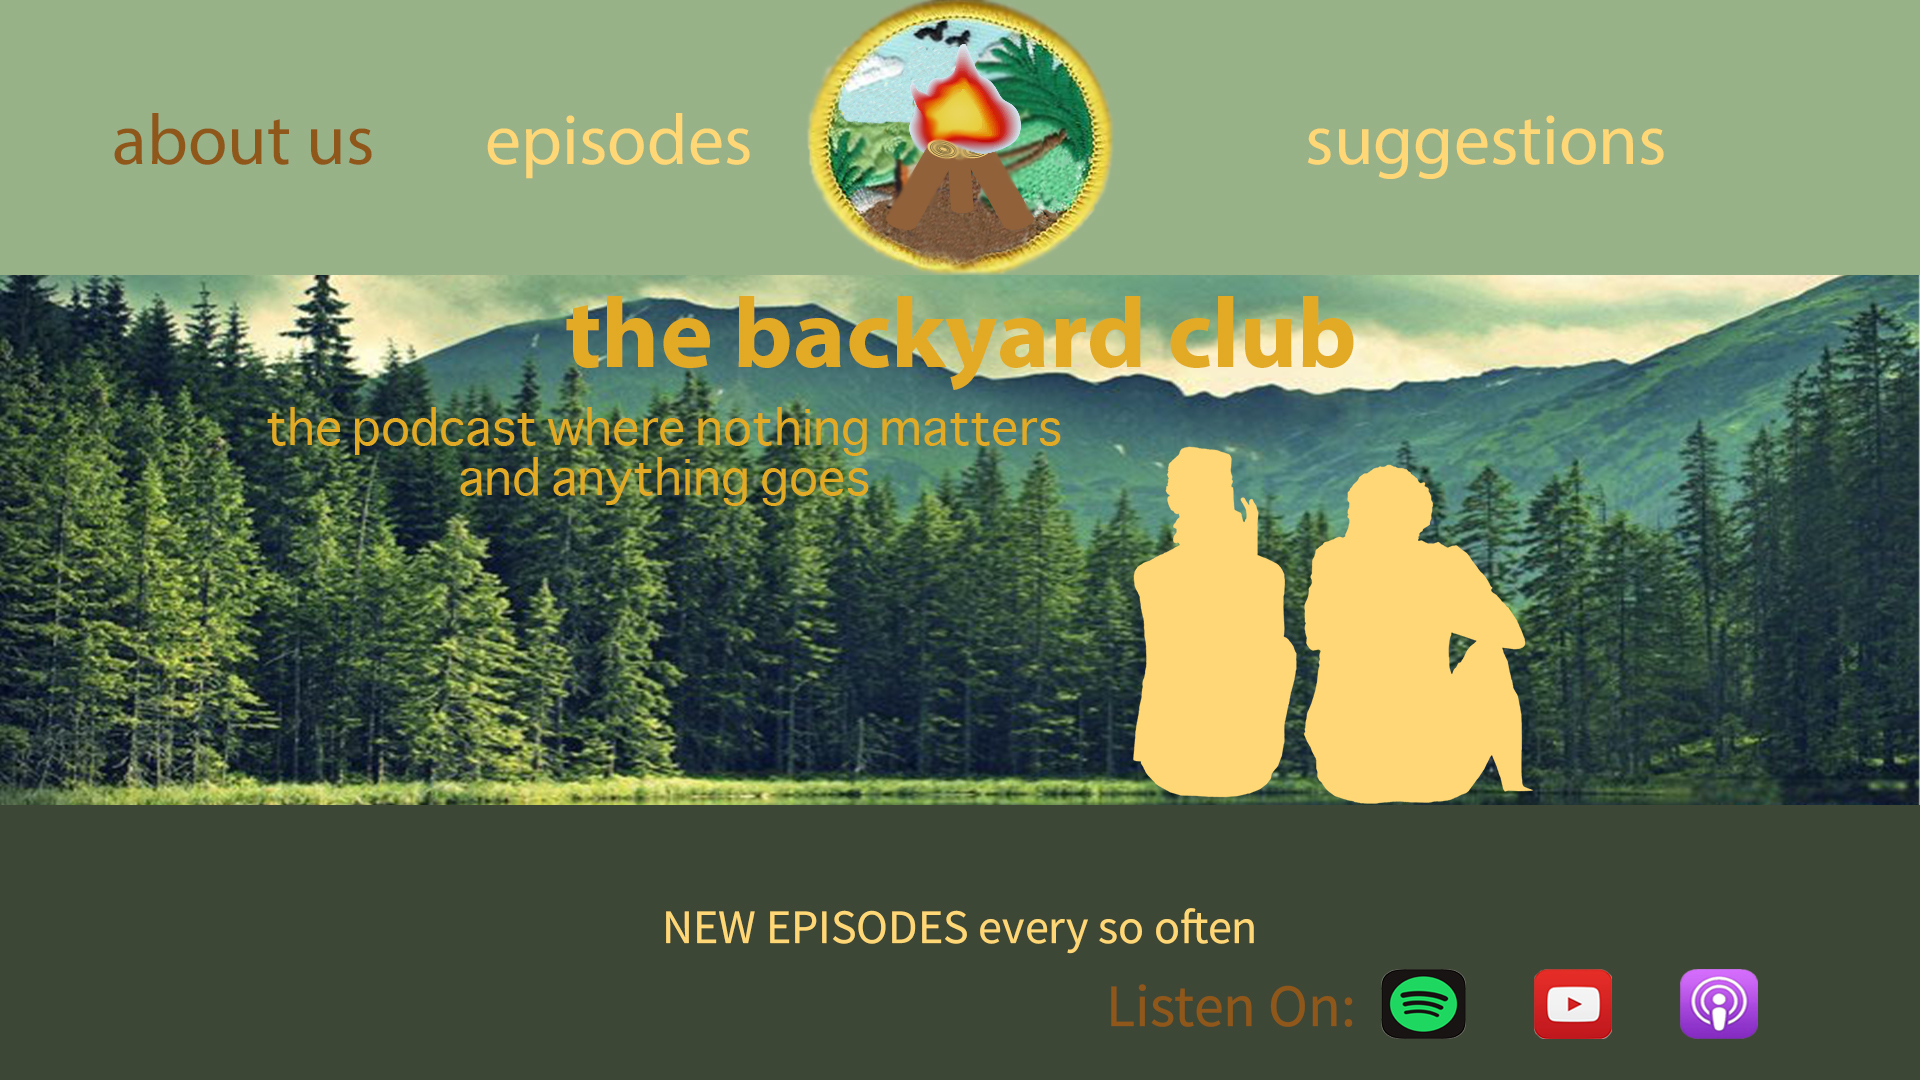 about us
episodes
suggestions
the backyard club
the podcast where nothing matters
and anything goes
NEW EPISODES every so often
Listen On: